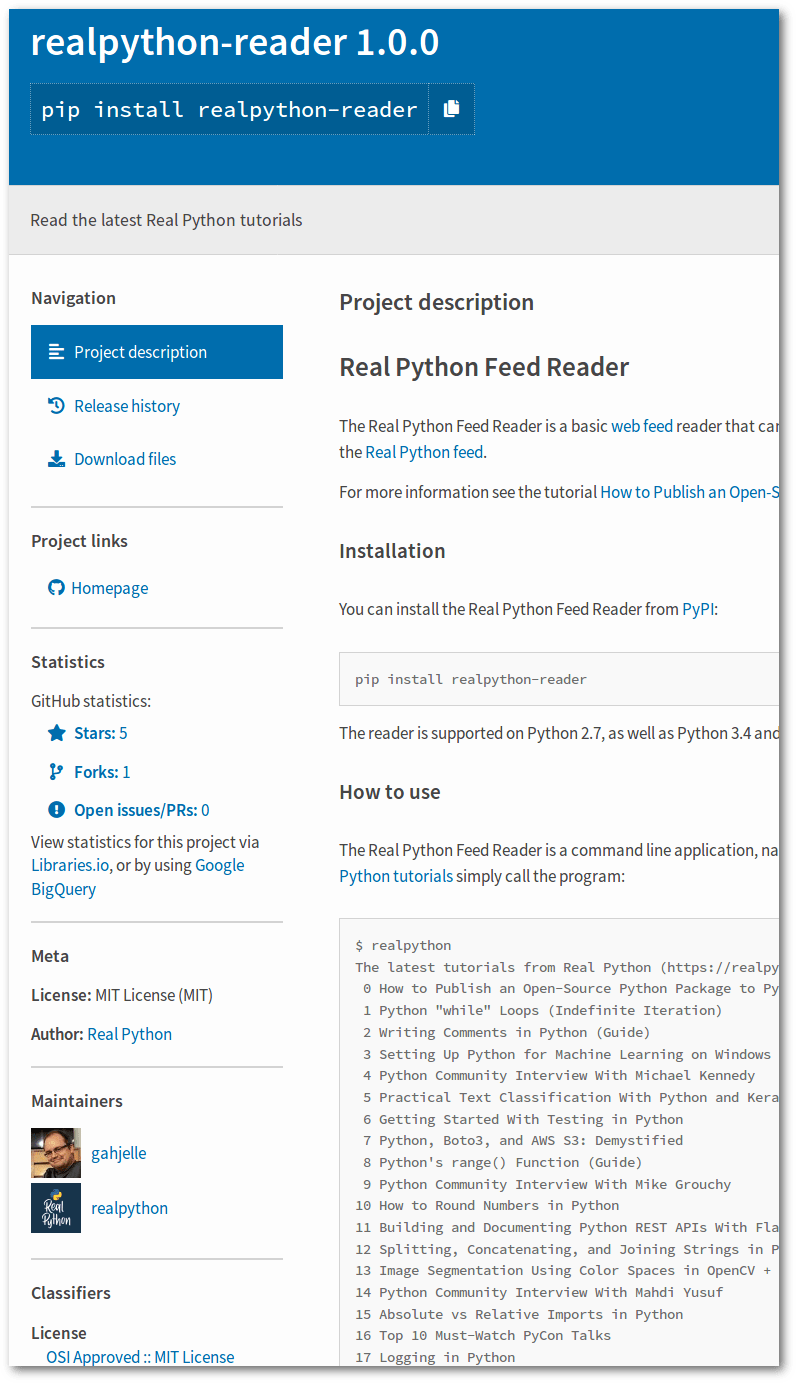 realpython-reader 1.0.0
pip install realpython-reader
Read the latest Real Python tutorials
Navigation
Project description
Release history
Download files
Project links
Homepage
Statistics
GitHub statistics:
Stars: 5
Forks: 1
Open issues/PRs: 0
View statistics for this project via
Libraries.io, or by using Google
BigQuery
Meta
License: MIT License (MIT)
Author: Real Python
Maintainers
gahjelle
Real
Python
realpython
Classifiers
License
OSI Approved :: MIT License
Project description
Real Python Feed Reader
The Real Python Feed Reader is a basic web feed reader that can
the Real Python feed.
For more information see the tutorial How to Publish an Open-S
Installation
You can install the Real Python Feed Reader from PyPI:
pip install realpython-reader
The reader is supported on Python 2.7, as well as Python 3.4 and
How to use
The Real Python Feed Reader is a command line application, na
Python tutorials simply call the program:
$ realpython
The latest tutorials from Real Python (https://realpy
0 How to Publish an Open-Source Python Package to Py
1 Python "while" Loops (Indefinite Iteration)
2 Writing Comments in Python (Guide)
3 Setting Up Python for Machine Learning on Windows
4 Python Community Interview With Michael Kennedy
5 Practical Text Classification With Python and Kera
6 Getting Started With Testing in Python
7 Python, Boto3, and AWS S3: Demystified
8 Python's range() Function (Guide)
9 Python Community Interview With Mike Grouchy
10 How to Round Numbers in Python
11 Building and Documenting Python REST APIs With Fla
12 Splitting, Concatenating, and Joining Strings in P
13 Image Segmentation Using Color Spaces in OpenCV +
14 Python Community Interview With Mahdi Yusuf
15 Absolute vs Relative Imports in Python
16 Top 10 Must-Watch PyCon Talks
17 Logging in Python